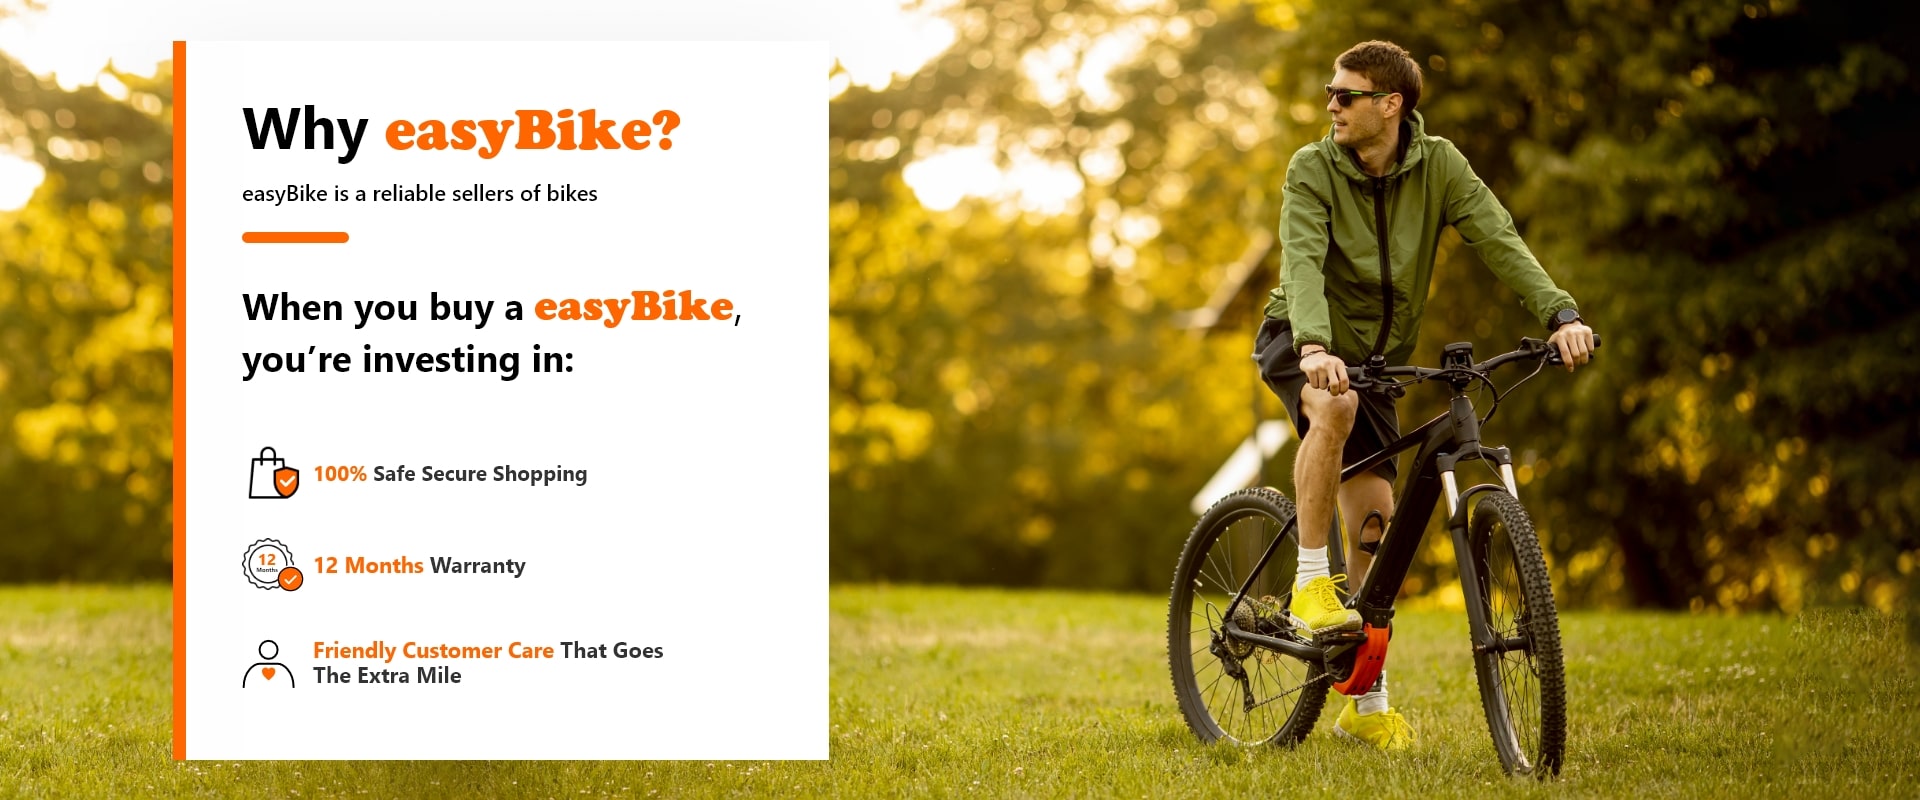 Why easyBike?
easyBike is a reliable sellers of bikes
When you buy a easyBike,
you're investing in:
100% Safe Secure Shopping
12
Months
12 Months Warranty
Friendly Customer Care That Goes
The Extra Mile